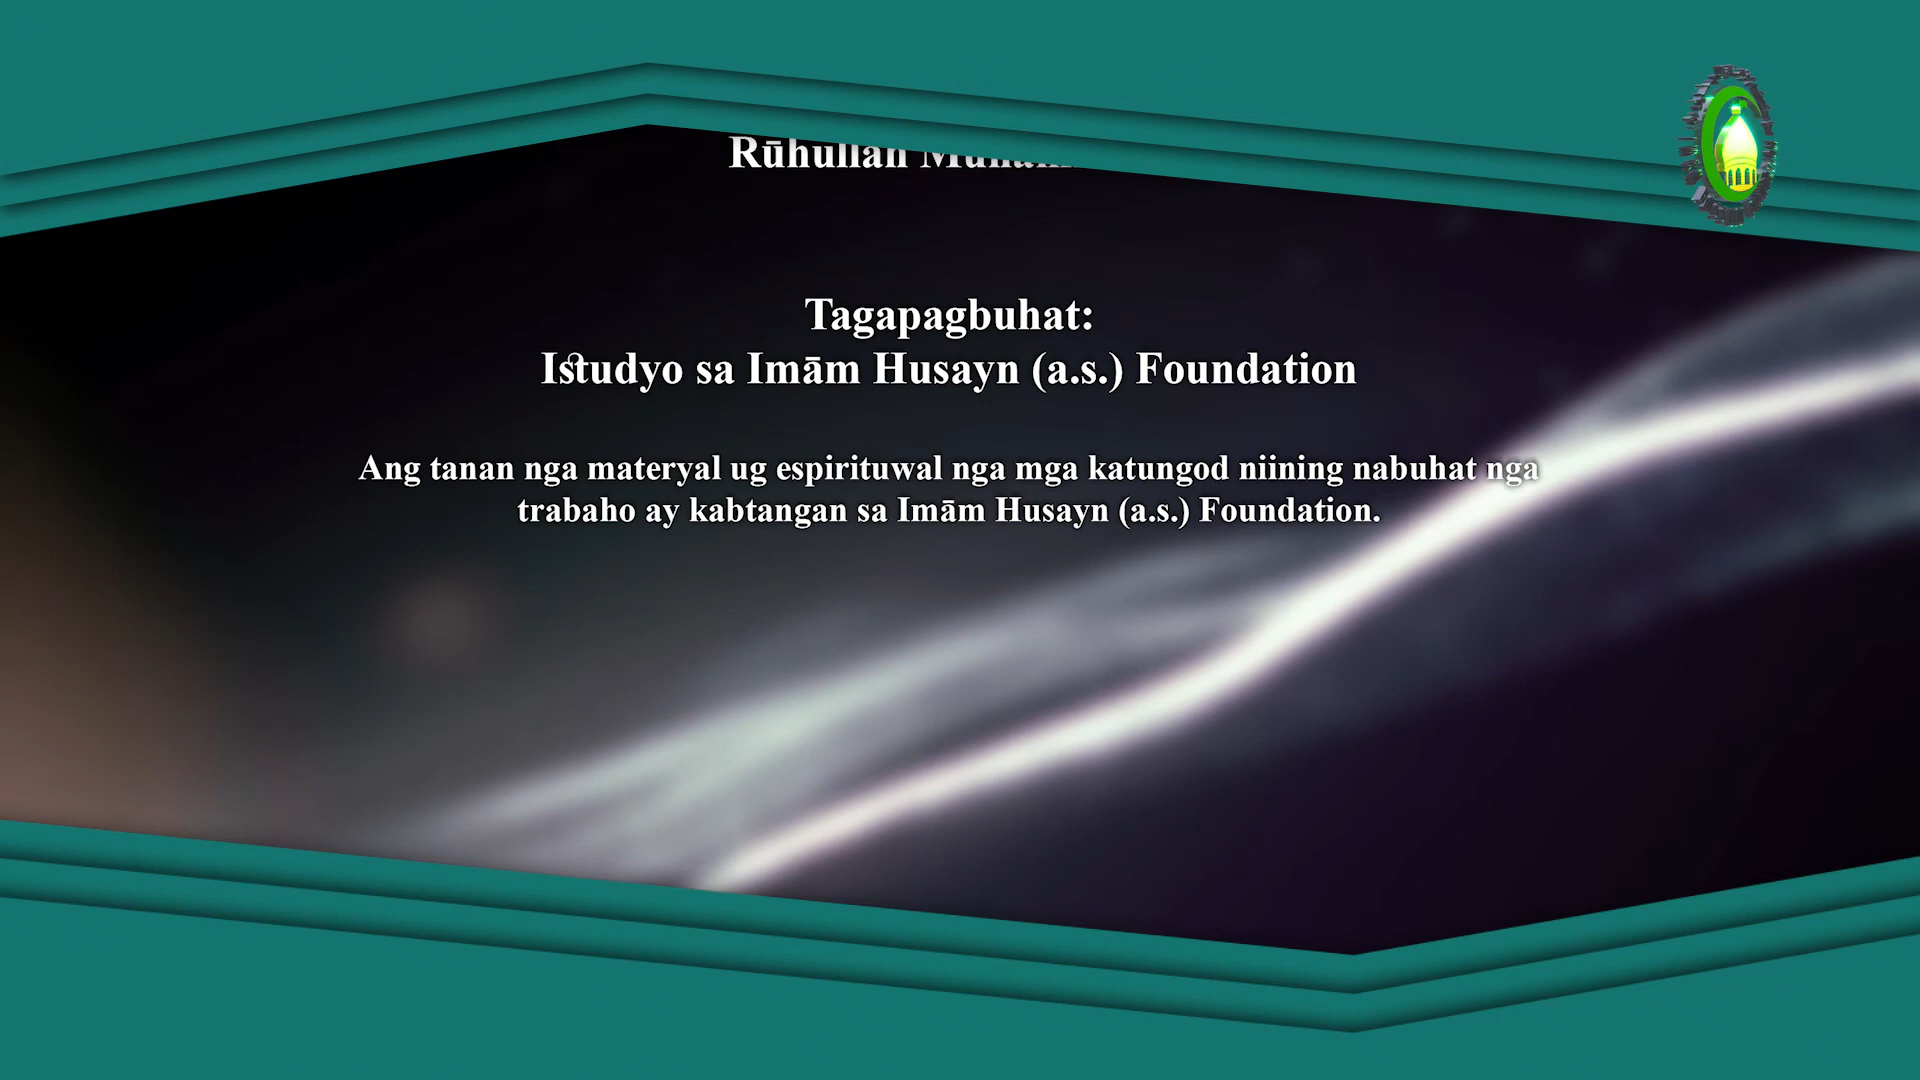 Rūhullāh
Tagapagbuhat:
Istudyo sa Imām Husayn (a.s.) Foundation
Ang tanan nga materyal ug espirituwal nga mga katungod niining nabuhat nga
trabaho ay kabtangan sa Imām Husayn (a.s.) Foundation.